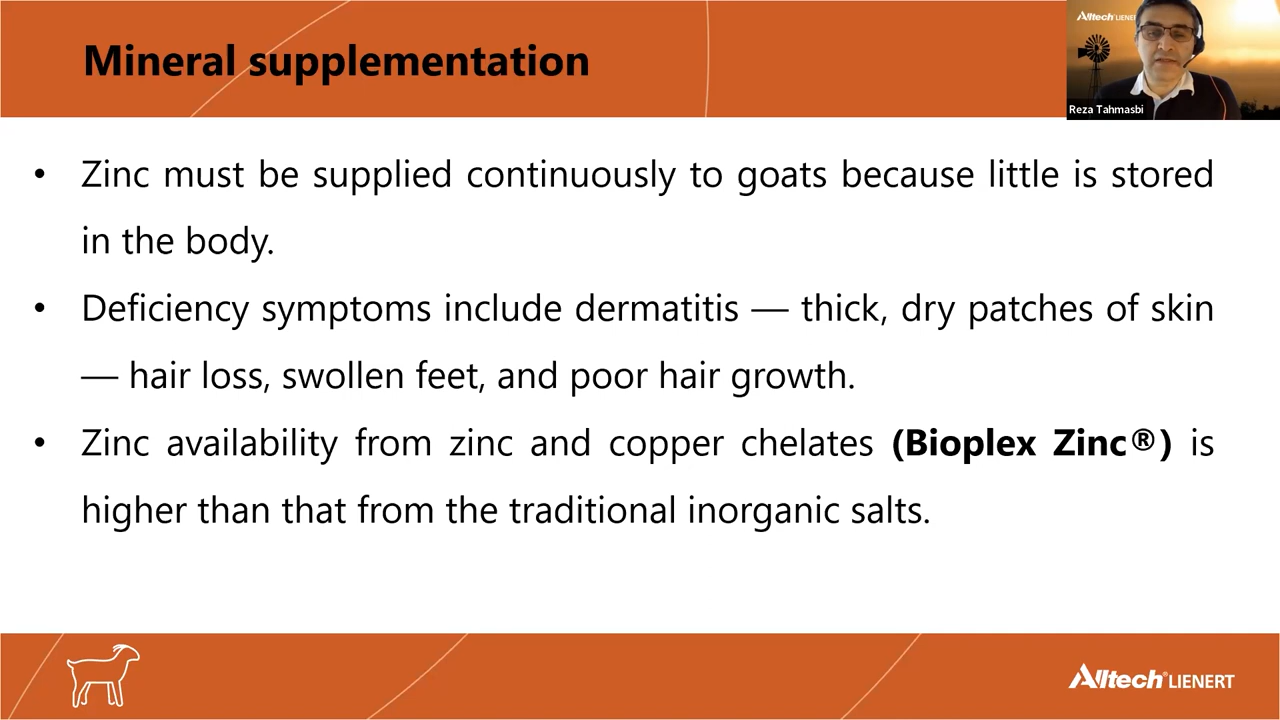 Mineral supplementation
Alltech LIENERT
Reza Tahmasbi
• Zinc must be supplied continuously to goats because little is stored
in the body.
• Deficiency symptoms include dermatitis — thick, dry patches of skin
— hair loss, swollen feet, and poor hair growth.
• Zinc availability from zinc and copper chelates (Bioplex Zinc®) is
higher than that from the traditional inorganic salts.
Alltech® LIENERT